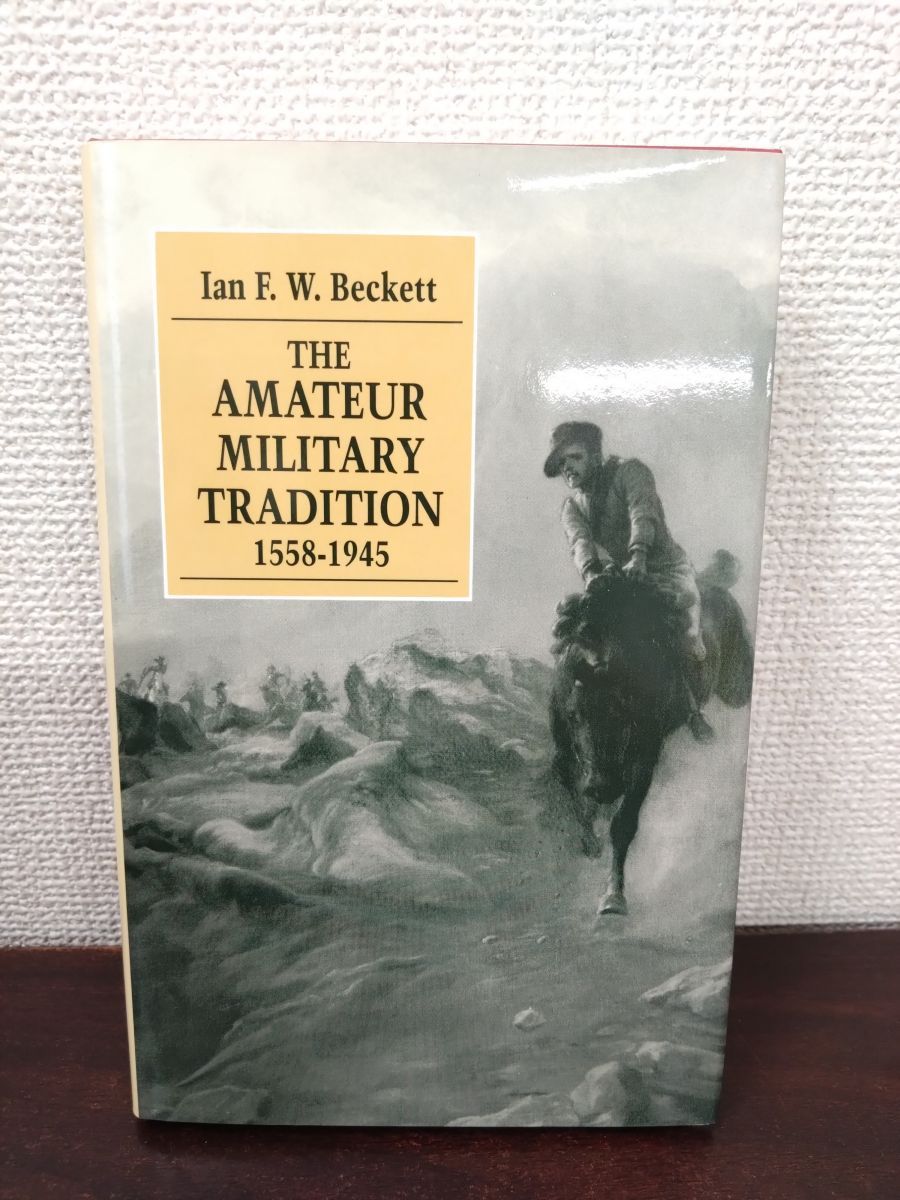 Ian F. W. Beckett
THE
AMATEUR
MILITARY
TRADITION
1558-1945